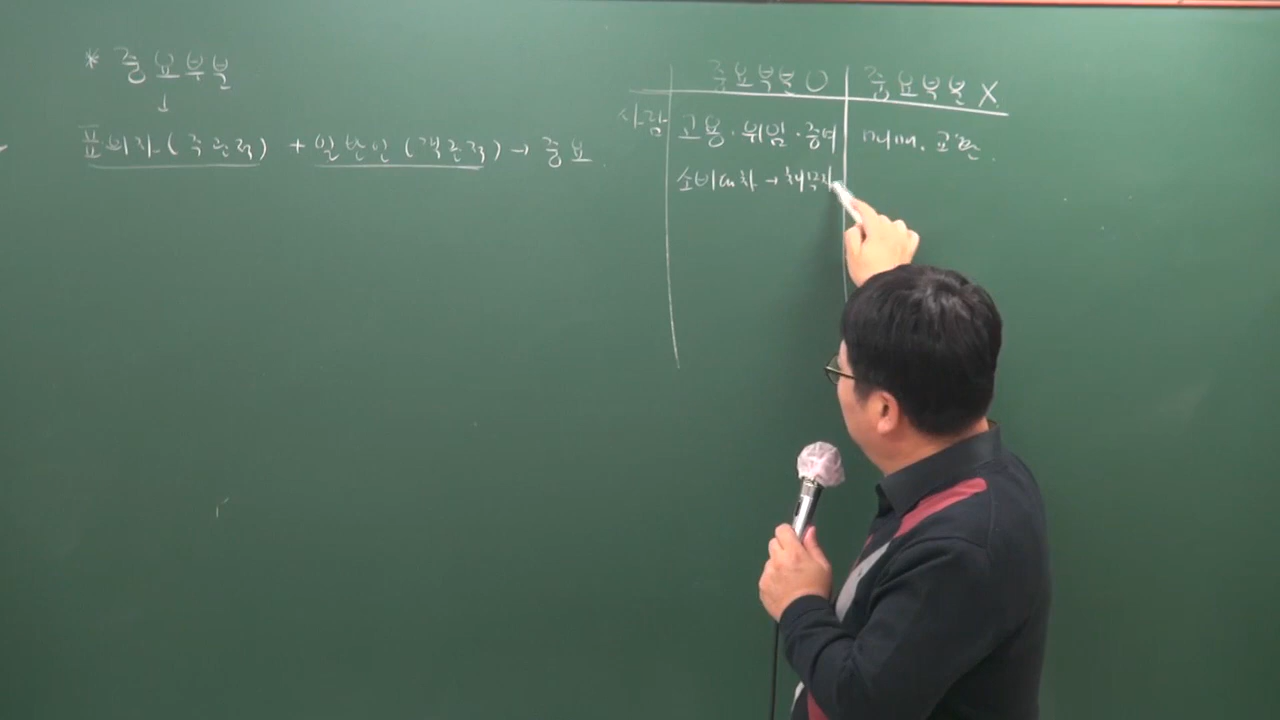 * 중요부분
↓
표의자(주관적) + 일반인(객관적) → 중요.
중요부분 O 중요부분 X
사람 고용·위임·증여 매매. 교환.
소비대차 → 채무자